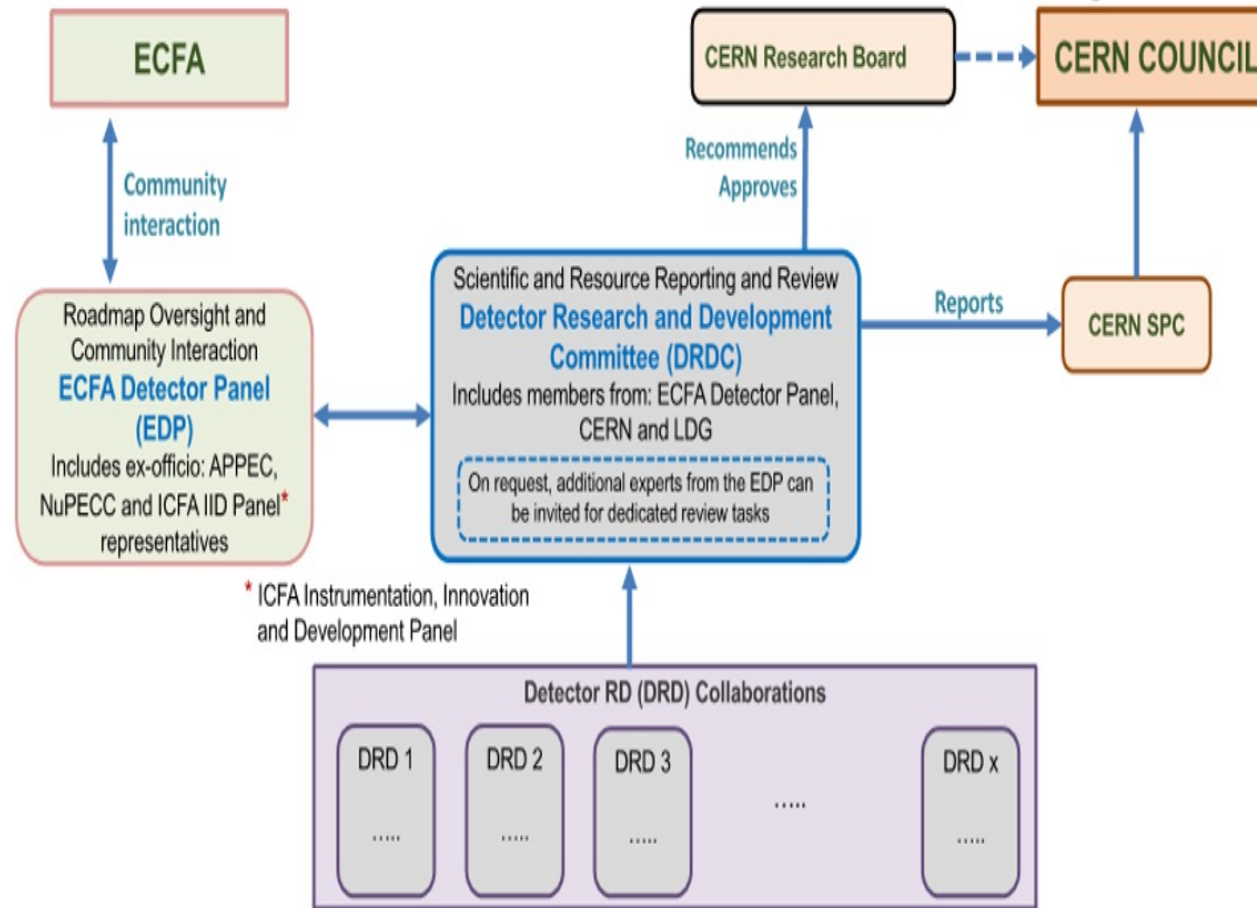 ECFA
CERN Research Board
CERN COUNCIL
Community
interaction
Recommends
Approves
Roadmap Oversight and
Community Interaction
ECFA Detector Panel
(EDP)
Includes ex-officio: APPEC,
NuPECC and ICFA IID Panel*
representatives
Scientific and Resource Reporting and Review
Detector Research and Development
Committee (DRDC)
Includes members from: ECFA Detector Panel,
CERN and LDG
On request, additional experts from the EDP can
be invited for dedicated review tasks
Reports
CERN SPC
* ICFA Instrumentation, Innovation
and Development Panel
Detector RD (DRD) Collaborations
DRD 1
.....
DRD 2
.....
DRD 3
.....
.....
DRD x
.....